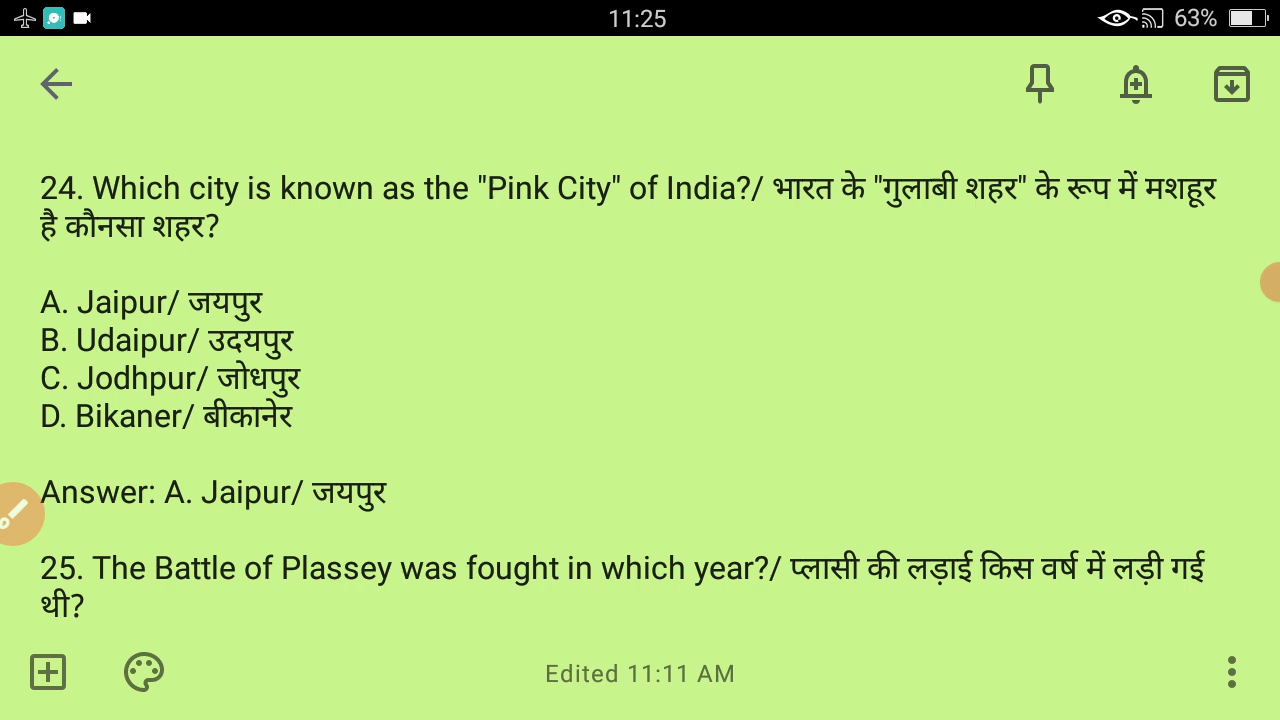 11:25
63%
24. Which city is known as the "Pink City" of India?/ भारत के "गुलाबी शहर" के रूप में मशहूर
है कौनसा शहर?
A. Jaipur/ जयपुर
B. Udaipur/ उदयपुर
C. Jodhpur/ जोधपुर
D. Bikaner/ बीकानेर
Answer: A. Jaipur/ जयपुर
25. The Battle of Plassey was fought in which year?/ प्लासी की लड़ाई किस वर्ष में लड़ी गई
थी?
Edited 11:11 AM